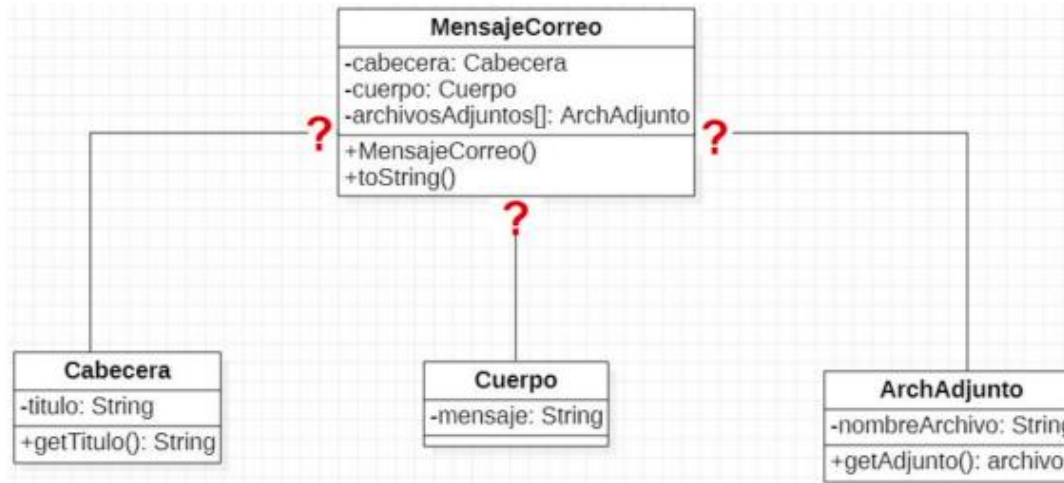 MensajeCorreo
-cabecera: Cabecera
-cuerpo: Cuerpo
-archivosAdjuntos[]: ArchAdjunto
?
?
+MensajeCorreo()
+toString()
?
Cabecera
-titulo: String
+getTitulo(): String
Cuerpo
-mensaje: String
ArchAdjunto
-nombreArchivo: String
+getAdjunto(): archivo